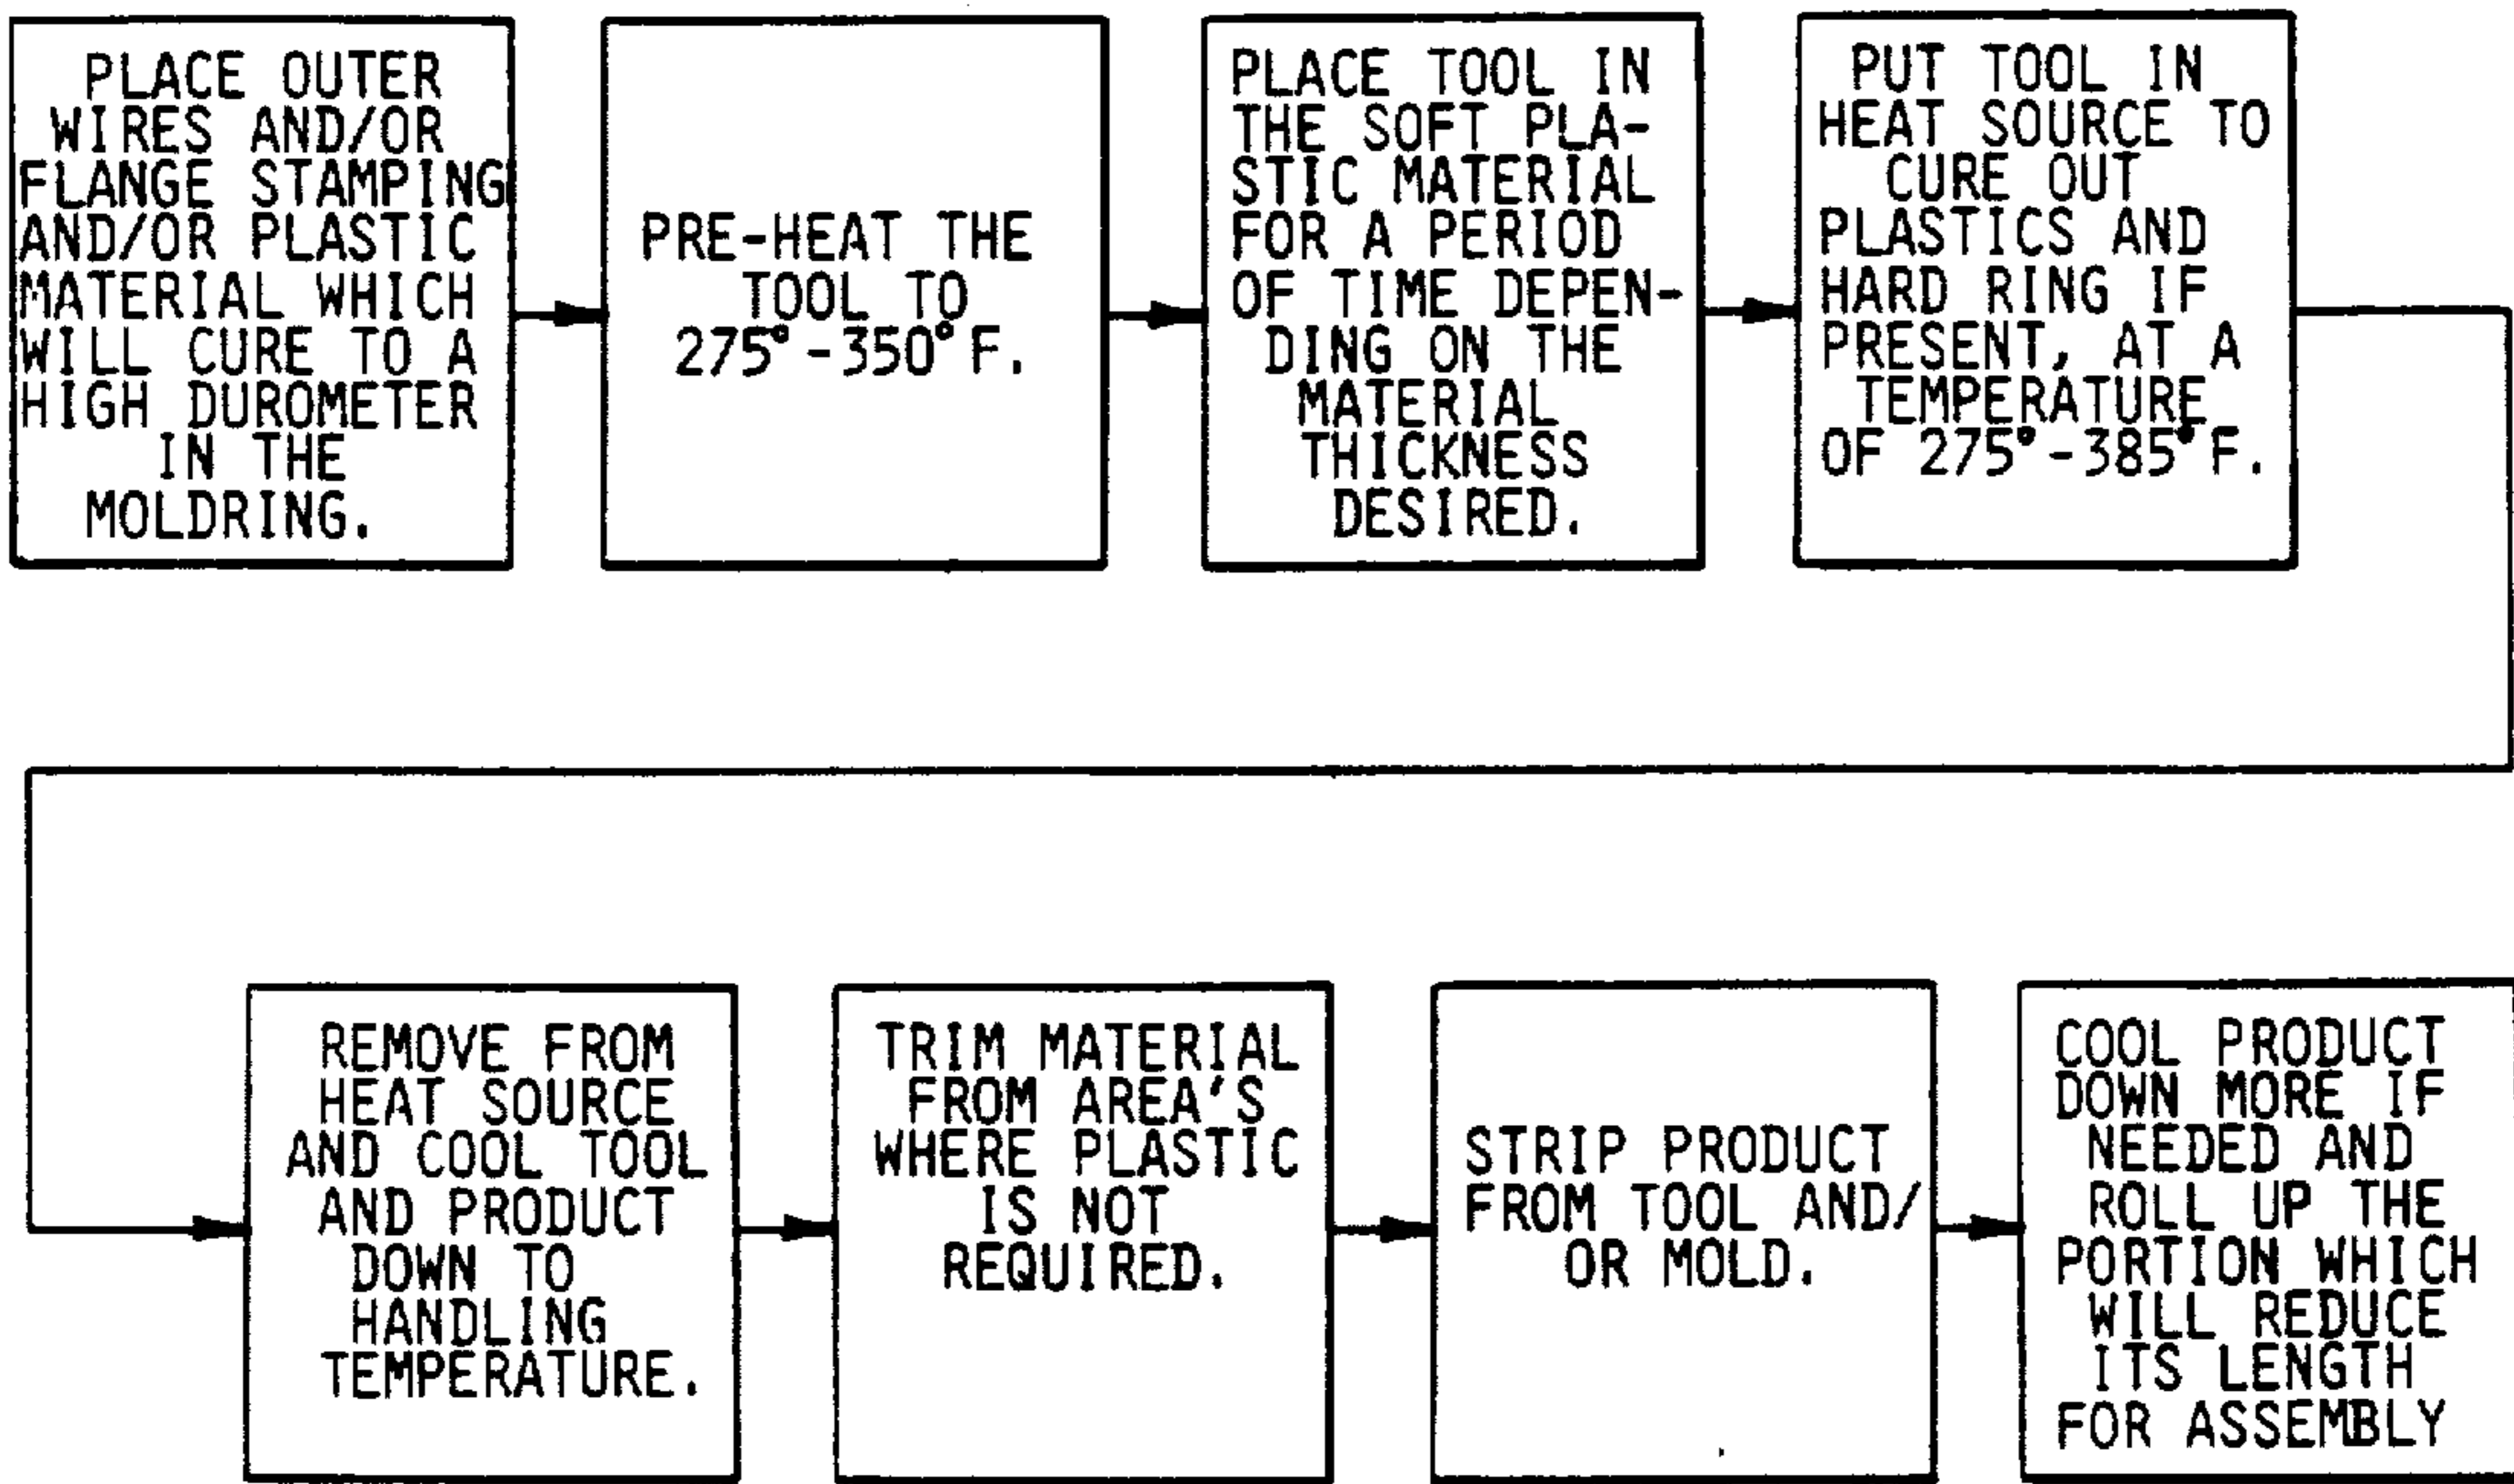 PLACE OUTER
WIRES AND/OR
FLANGE STAMPING
AND/OR PLASTIC
MATERIAL WHICH
WILL CURE TO A
HIGH DUROMETER
IN THE
MOLDRING.
PRE-HEAT THE
TOOL TO
275°-350°F.
PLACE TOOL IN
THE SOFT PLA-
STIC MATERIAL
FOR A PERIOD
OF TIME DEPEN-
DING ON THE
MATERIAL
THICKNESS
DESIRED.
PUT TOOL IN
HEAT SOURCE TO
CURE OUT
PLASTICS AND
HARD RING IF
PRESENT, AT A
TEMPERATURE
OF 275°-385°F.
REMOVE FROM
HEAT SOURCE
AND COOL TOOL
AND PRODUCT
DOWN TO
HANDLING
TEMPERATURE.
TRIM MATERIAL
FROM AREA'S
WHERE PLASTIC
IS NOT
REQUIRED.
STRIP PRODUCT
FROM TOOL AND/
OR MOLD.
COOL PRODUCT
DOWN MORE IF
NEEDED AND
ROLL UP THE
PORTION WHICH
WILL REDUCE
ITS LENGTH
FOR ASSEMBLY